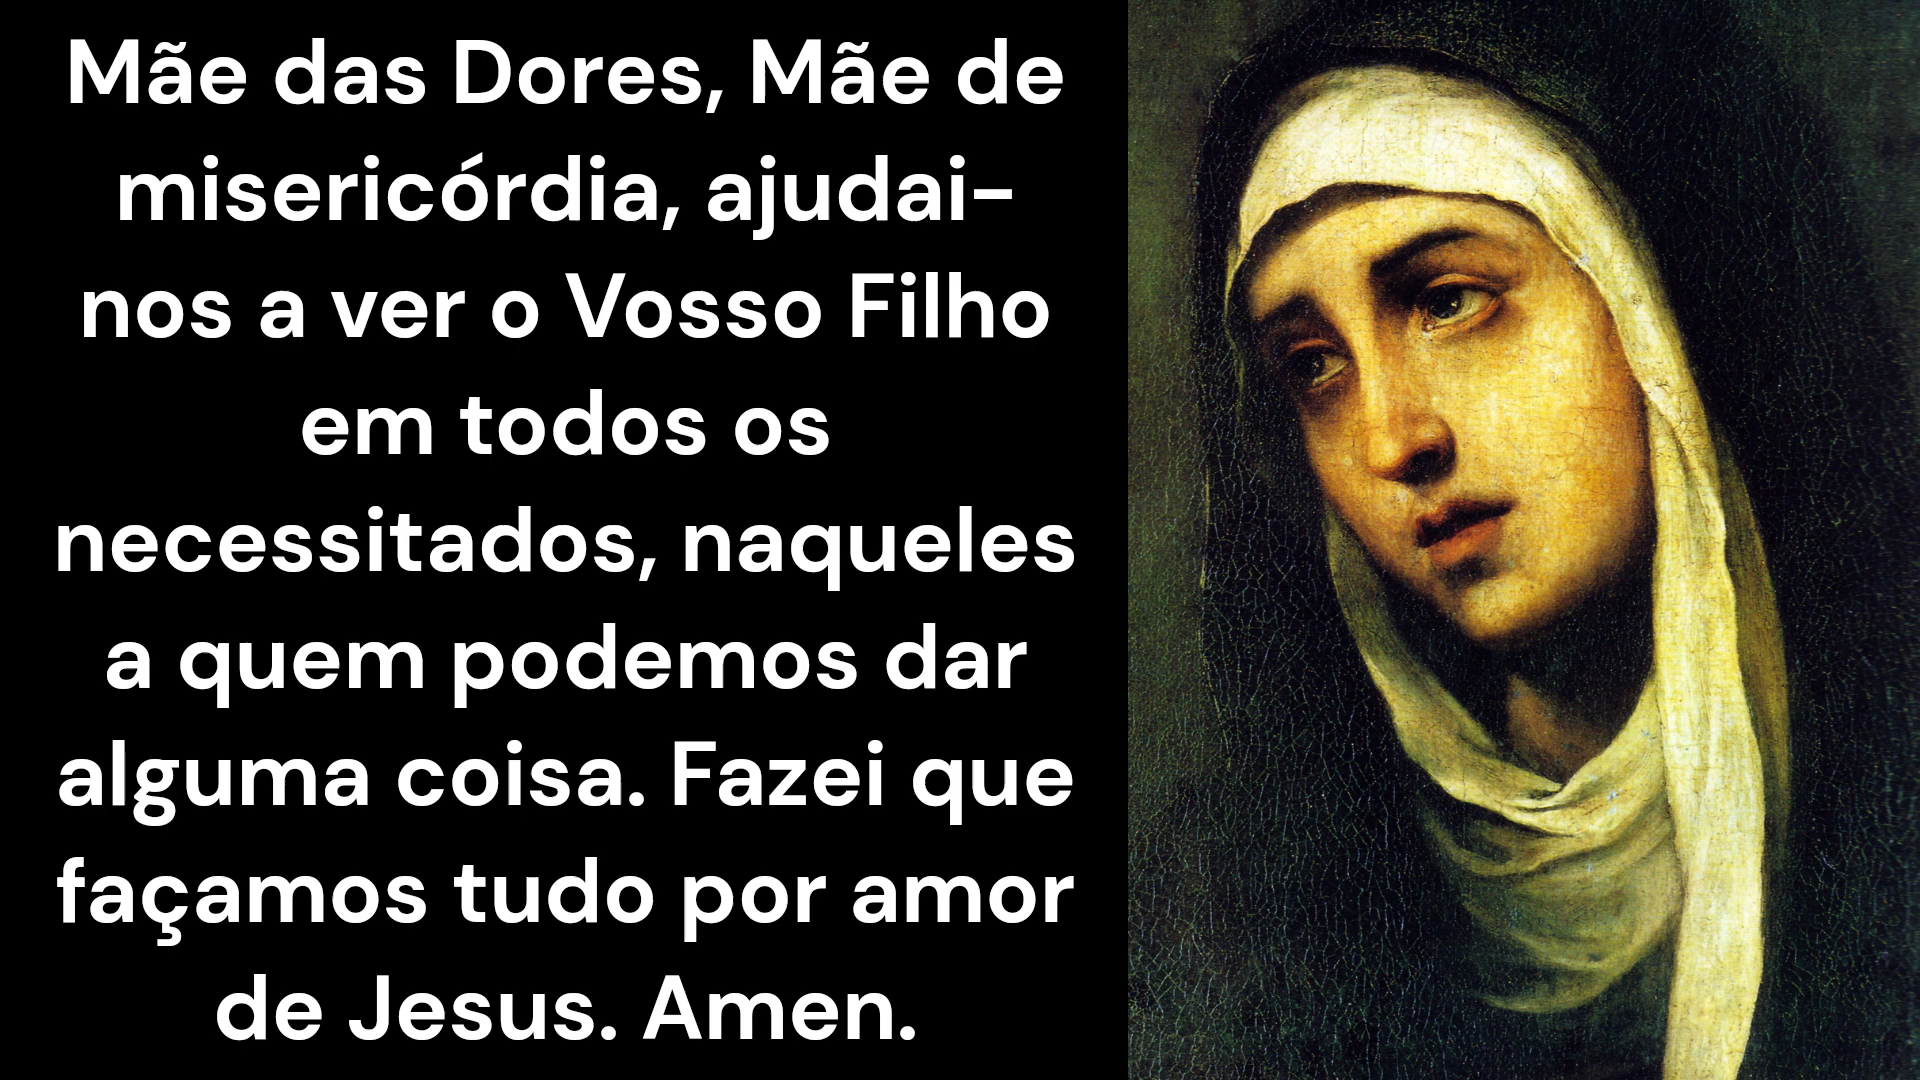 Mãe das Dores, Mãe de
misericórdia, ajudai-
nos a ver o Vosso Filho
em todos os
necessitados, naqueles
a quem podemos dar
alguma coisa. Fazei que
façamos tudo por amor
de Jesus. Amen.